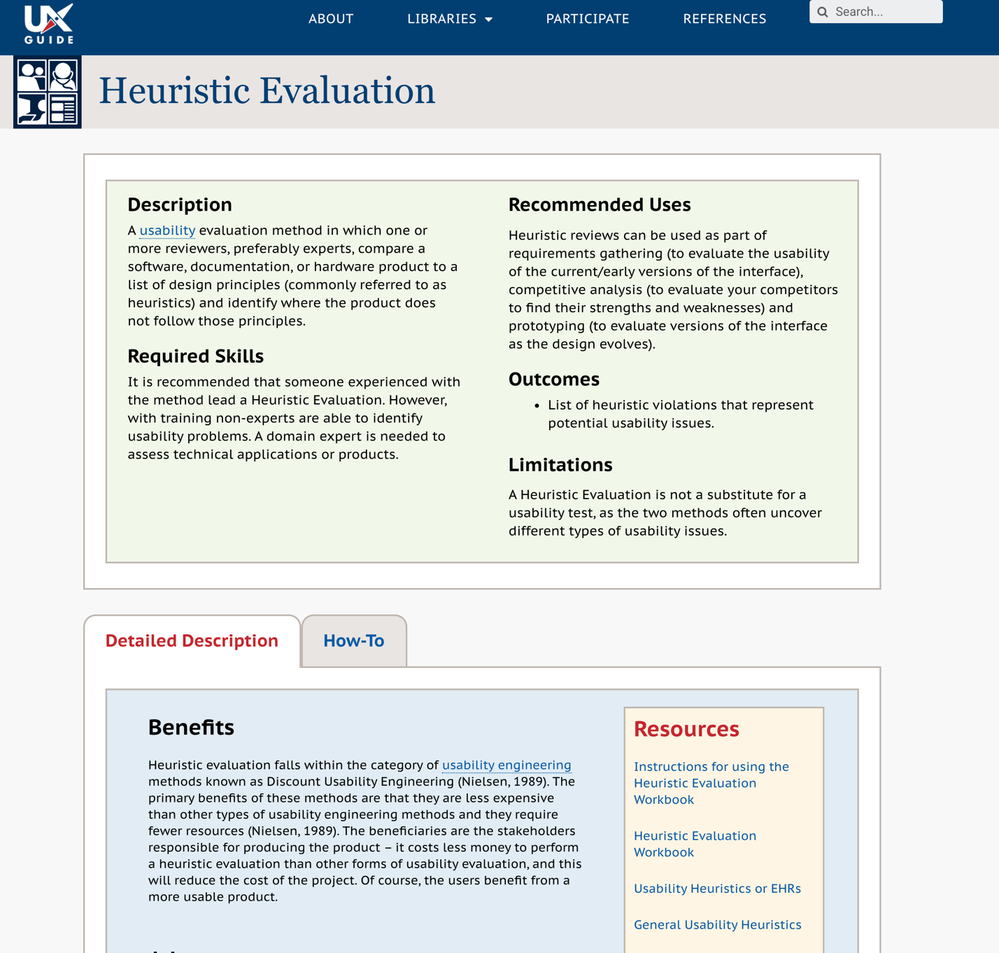 UX
GUIDE
ABOUT
LIBRARIES
PARTICIPATE
REFERENCES
Search...
Heuristic Evaluation
Description
A usability evaluation method in which one or
more reviewers, preferably experts, compare a
software, documentation, or hardware product to a
list of design principles (commonly referred to as
heuristics) and identify where the product does
not follow those principles.
Required Skills
It is recommended that someone experienced with
the method lead a Heuristic Evaluation. However,
with training non-experts are able to identify
usability problems. A domain expert is needed to
assess technical applications or products.
Recommended Uses
Heuristic reviews can be used as part of
requirements gathering (to evaluate the usability
of the current/early versions of the interface),
competitive analysis (to evaluate your competitors
to find their strengths and weaknesses) and
prototyping (to evaluate versions of the interface
as the design evolves).
Outcomes
• List of heuristic violations that represent
potential usability issues.
Limitations
A Heuristic Evaluation is not a substitute for a
usability test, as the two methods often uncover
different types of usability issues.
Detailed Description
How-To
Benefits
Heuristic evaluation falls within the category of usability engineering
methods known as Discount Usability Engineering (Nielsen, 1989). The
primary benefits of these methods are that they are less expensive
than other types of usability engineering methods and they require
fewer resources (Nielsen, 1989). The beneficiaries are the stakeholders
responsible for producing the product – it costs less money to perform
a heuristic evaluation than other forms of usability evaluation, and this
will reduce the cost of the project. Of course, the users benefit from a
more usable product.
Resources
Instructions for using the
Heuristic Evaluation
Workbook
Heuristic Evaluation
Workbook
Usability Heuristics or EHRs
General Usability Heuristics